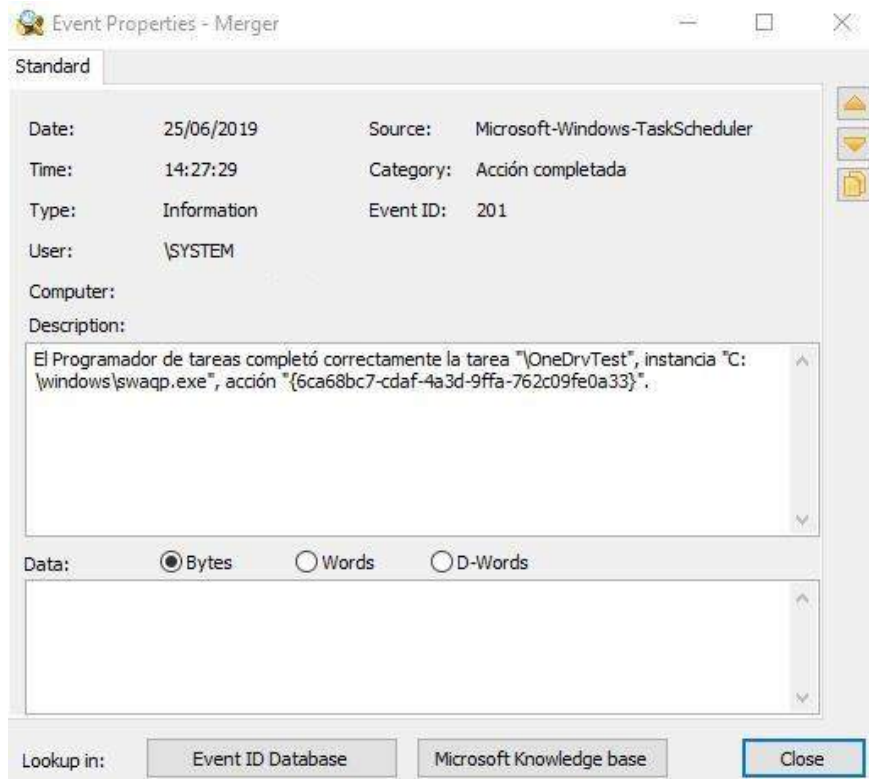 Event Properties - Merger
Standard
Date: 25/06/2019 Source: Microsoft-Windows-TaskScheduler
Time: 14:27:29 Category: Acción completada
Type: Information Event ID: 201
User: \SYSTEM
Computer:
Description:
El Programador de tareas completó correctamente la tarea "\OneDrvTest", instancia "C:
\windows\swaqp.exe", acción "{6ca68bc7-cdaf-4a3d-9ffa-762c09fe0a33}".
Data: Bytes Words D-Words
Lookup in: Event ID Database Microsoft Knowledge base Close